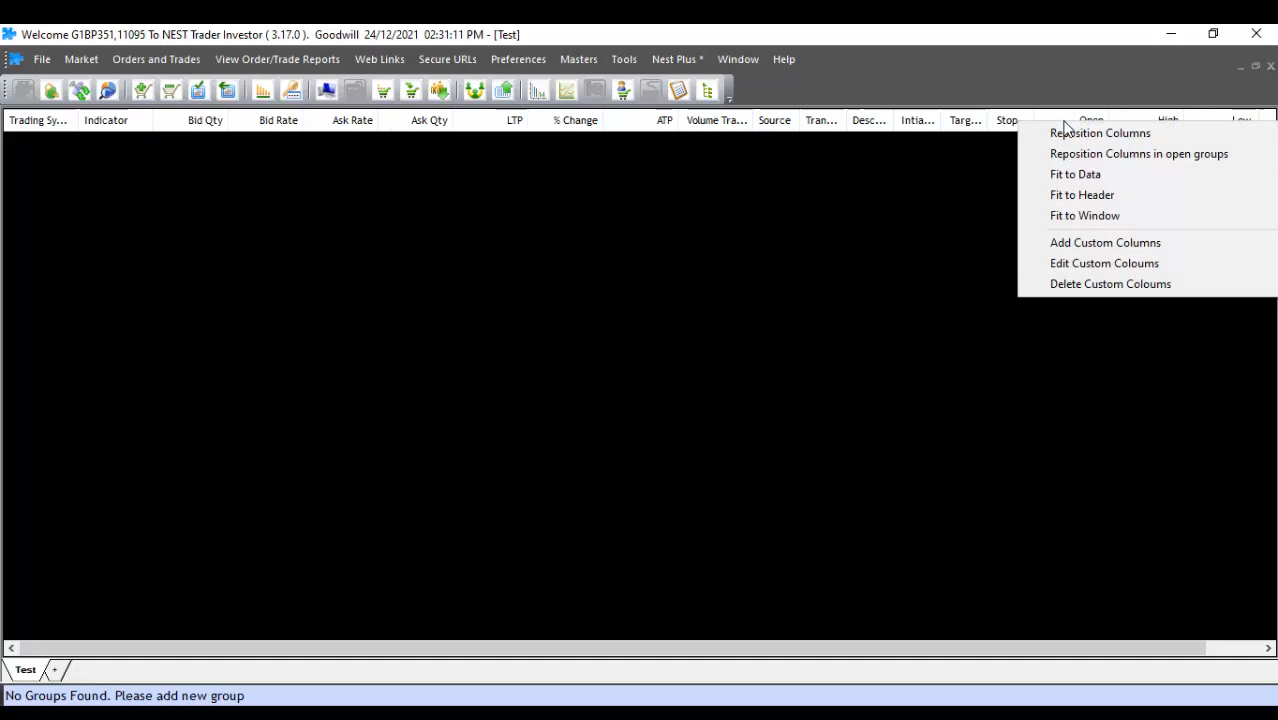 Welcome G1BP351,11095 To NEST Trader Investor ( 3.17.0 ). Goodwill 24/12/2021 02:31:11 PM - [Test]
File Market Orders and Trades View Order/Trade Reports Web Links Secure URLs Preferences Masters Tools Nest Plus * Window Help
Trading Sy... Indicator Bid Qty Bid Rate Ask Rate Ask Qty LTP % Change ATP Volume Tra... Source Tran... Desc... Intia... Targ... Stop Open High Low
Reposition Columns
Reposition Columns in open groups
Fit to Data
Fit to Header
Fit to Window
Add Custom Columns
Edit Custom Coloums
Delete Custom Coloums
Test +
No Groups Found. Please add new group